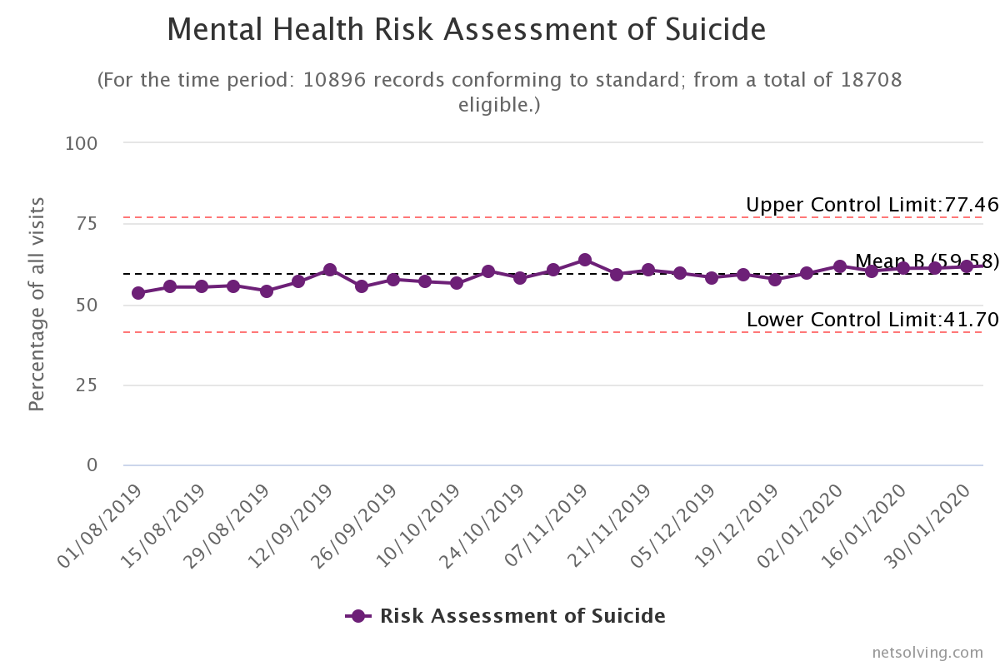 Mental Health Risk Assessment of Suicide
(For the time period: 10896 records conforming to standard; from a total of 18708
eligible.)
Percentage of all visits
100
75
50
25
0
Upper Control Limit:77.46
Mean B (59.58)
Lower Control Limit:41.70
01/08/2019
15/08/2019
29/08/2019
12/09/2019
26/09/2019
10/10/2019
24/10/2019
07/11/2019
21/11/2019
05/12/2019
19/12/2019
02/01/2020
16/01/2020
30/01/2020
Risk Assessment of Suicide
netsolving.com